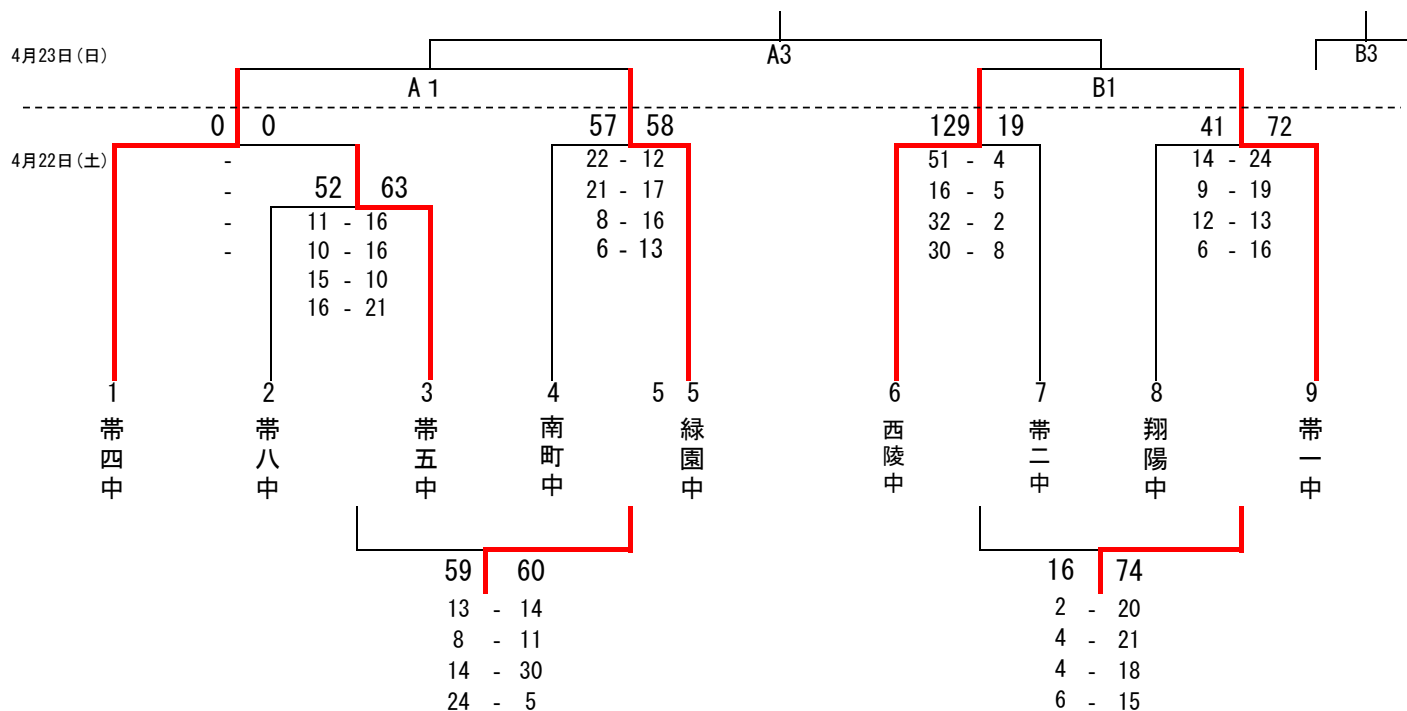 4月23日(日)
A3
B3
A 1
B1
0 0
57 58
129 19
41 72
4月22日(土)
-
-
-
-
52 63
11 - 16
10 - 16
15 - 10
16 - 21
22 - 12
21 - 17
8 - 16
6 - 13
51 - 4
16 - 5
32 - 2
30 - 8
14 - 24
9 - 19
12 - 13
6 - 16
1 2 3 4 5 5 6 7 8 9
帯四中
帯八中
帯五中
南町中
緑園中
西陵中
帯二中
翔陽中
帯一中
59 60
13 - 14
8 - 11
14 - 30
24 - 5
16 74
2 - 20
4 - 21
4 - 18
6 - 15